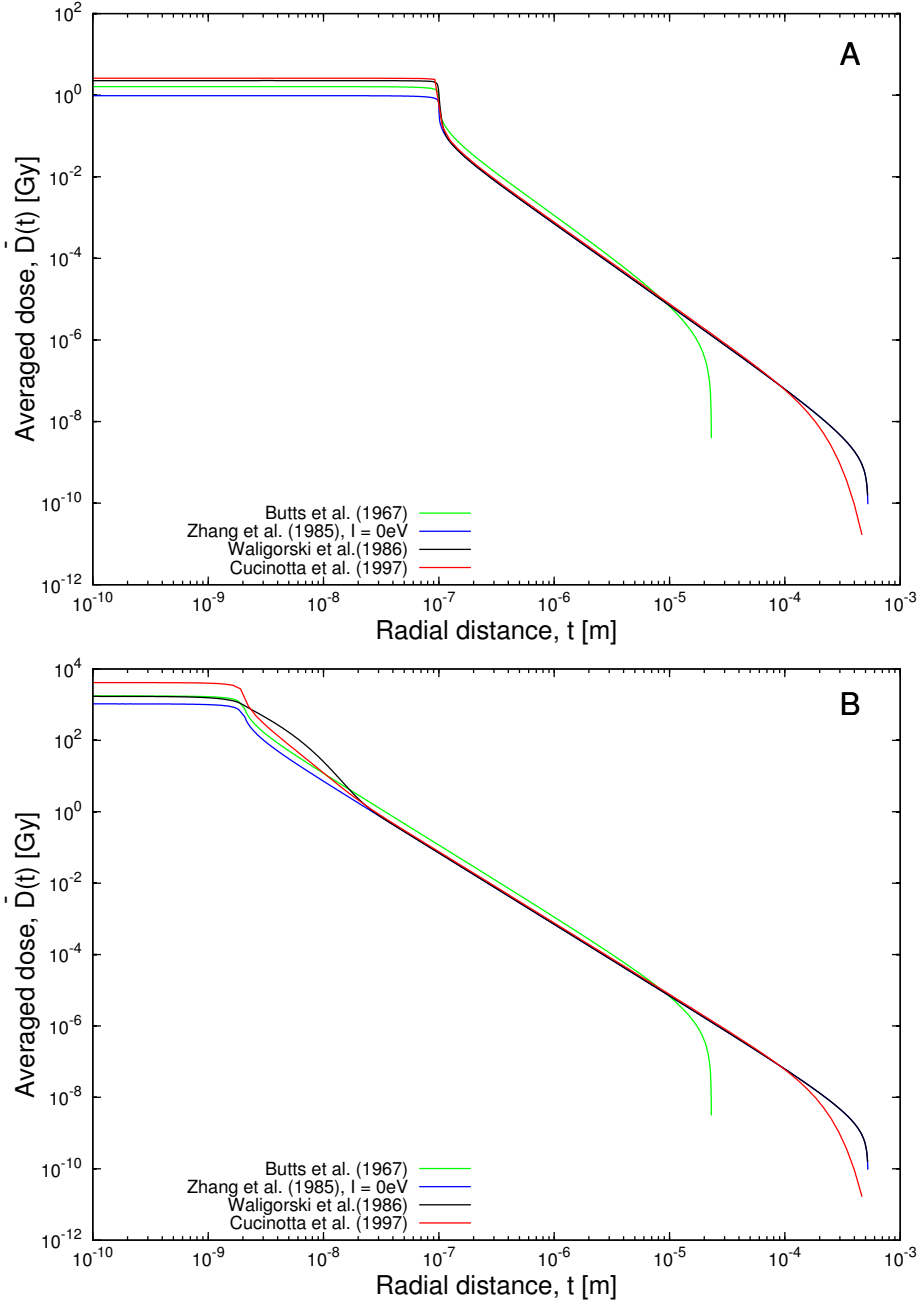 A
Averaged dose, D̄(t) [Gy]
10^2
10^0
10^-2
10^-4
10^-6
10^-8
10^-10
10^-12
Butts et al. (1967)
Zhang et al. (1985), I = 0eV
Waligorski et al.(1986)
Cucinotta et al. (1997)
10^-10 10^-9 10^-8 10^-7 10^-6 10^-5 10^-4 10^-3
Radial distance, t [m]
B
Averaged dose, D̄(t) [Gy]
10^4
10^2
10^0
10^-2
10^-4
10^-6
10^-8
10^-10
10^-12
Butts et al. (1967)
Zhang et al. (1985), I = 0eV
Waligorski et al.(1986)
Cucinotta et al. (1997)
10^-10 10^-9 10^-8 10^-7 10^-6 10^-5 10^-4 10^-3
Radial distance, t [m]